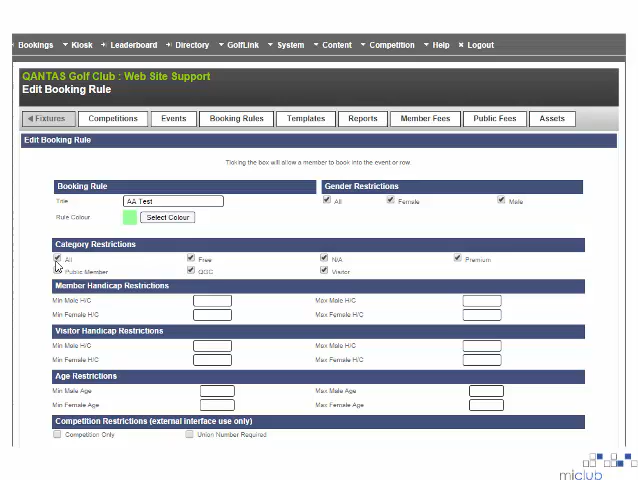 Bookings Kiosk Leaderboard Directory GolfLink System Content Competition Help Logout
QANTAS Golf Club : Web Site Support
Edit Booking Rule
Fixtures Competitions Events Booking Rules Templates Reports Member Fees Public Fees Assets
Edit Booking Rule
Ticking the box will allow a member to book into the event or row.
Booking Rule Gender Restrictions
Title AA Test All Female Male
Rule Colour Select Colour
Category Restrictions
All Free N/A Premium
Public Member QGC Visitor
Member Handicap Restrictions
Min Male H/C Max Male H/C
Min Female H/C Max Female H/C
Visitor Handicap Restrictions
Min Male H/C Max Male H/C
Min Female H/C Max Female H/C
Age Restrictions
Min Male Age Max Male Age
Min Female Age Max Female Age
Competition Restrictions (external interface use only)
Competition Only Union Number Required
miclub